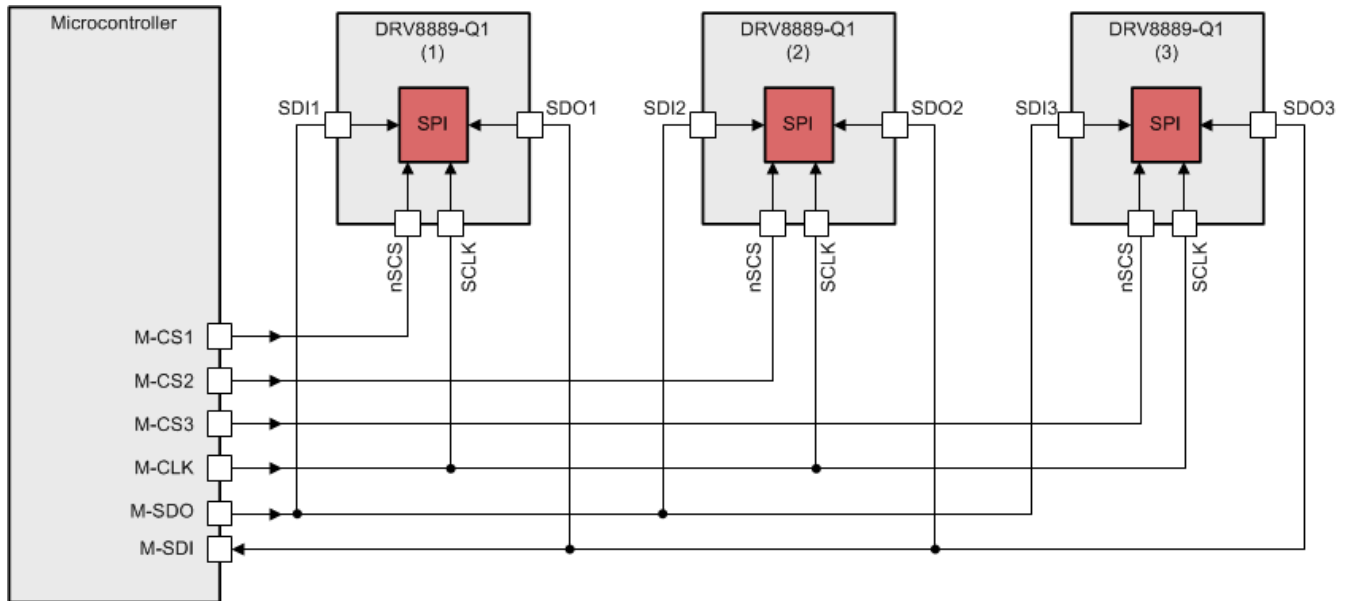 Microcontroller
DRV8889-Q1
(1)
DRV8889-Q1
(2)
DRV8889-Q1
(3)
SDI1
SPI
SDO1
SDI2
SPI
SDO2
SDI3
SPI
SDO3
nSCS
SCLK
nSCS
SCLK
nSCS
SCLK
M-CS1
M-CS2
M-CS3
M-CLK
M-SDO
M-SDI